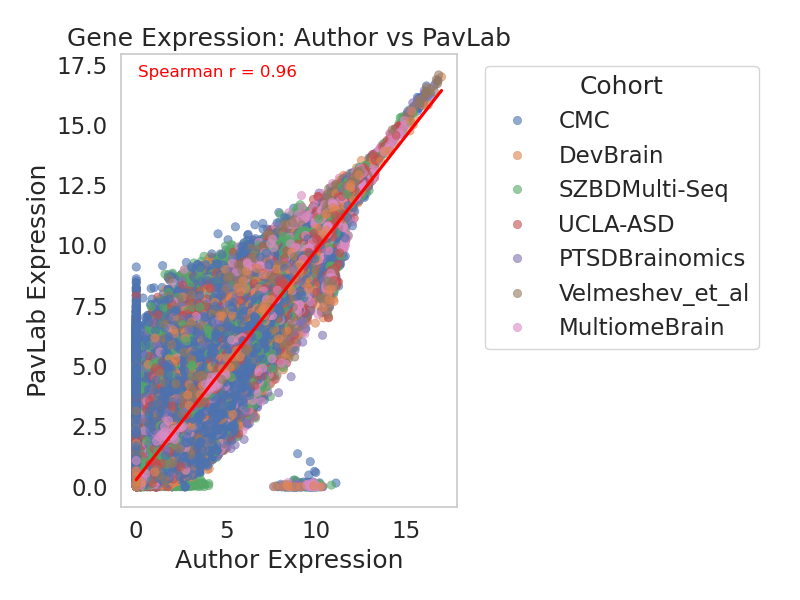 Gene Expression: Author vs PavLab
Spearman r = 0.96
17.5
15.0
12.5
10.0
7.5
5.0
2.5
0.0
PavLab Expression
0
5
10
15
Author Expression
Cohort
CMC
DevBrain
SZBDMulti-Seq
UCLA-ASD
PTSDBrainomics
Velmeshev_et_al
MultiomeBrain